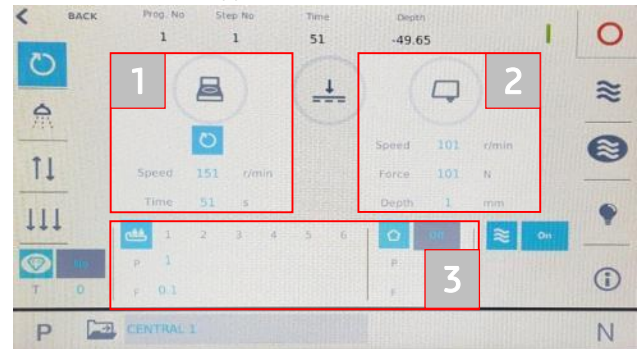 BACK Prog. No Step No Time Depth
1 1 51 -49.65
1
2
Speed 151 r/min
Time 51 s
Speed 101 r/min
Force 101 N
Depth 1 mm
1 2 3 4 5 6
Off
On
P 1
P
F 0.1
F
3
No
T 0
P CENTRAL 1 N